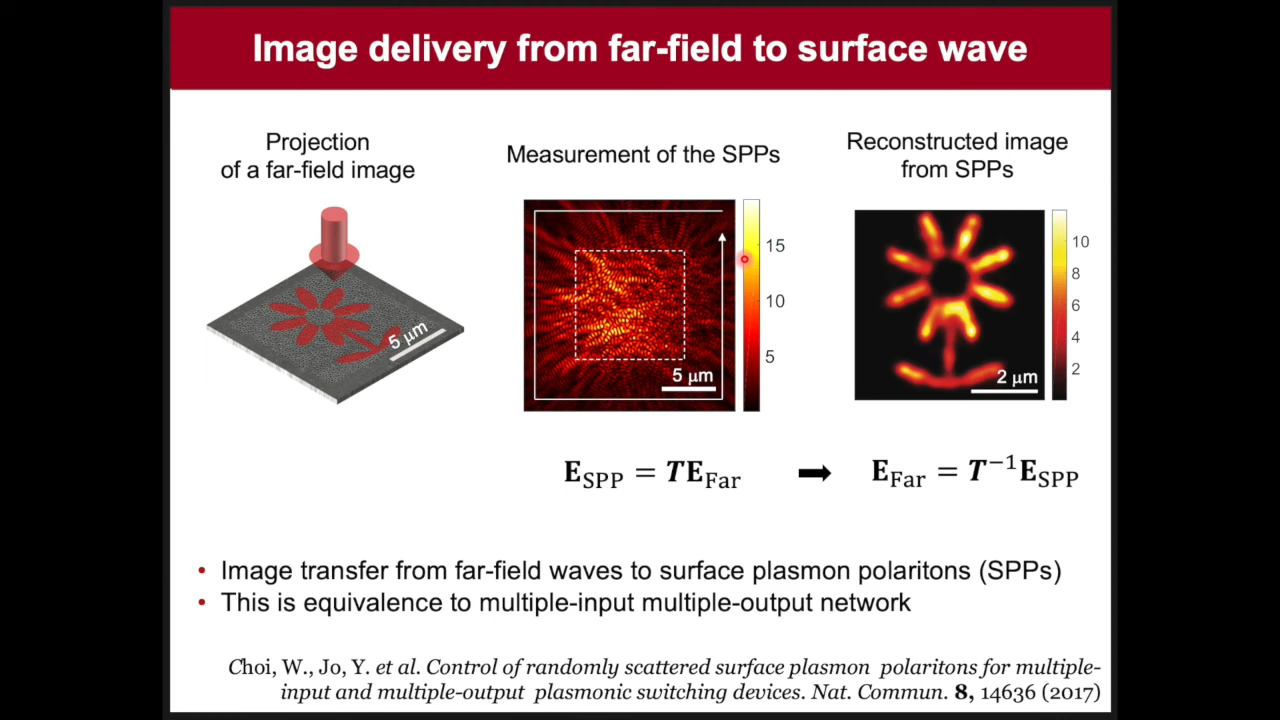 Image delivery from far-field to surface wave
Projection
of a far-field image
5 μm
Measurement of the SPPs
15
10
5
5 μm
Reconstructed image
from SPPs
10
8
6
4
2
2 μm
E_SPP = TE_Far
➡
E_Far = T⁻¹E_SPP
• Image transfer from far-field waves to surface plasmon polaritons (SPPs)
• This is equivalence to multiple-input multiple-output network
Choi, W., Jo, Y. et al. Control of randomly scattered surface plasmon polaritons for multiple-
input and multiple-output plasmonic switching devices. Nat. Commun. 8, 14636 (2017)